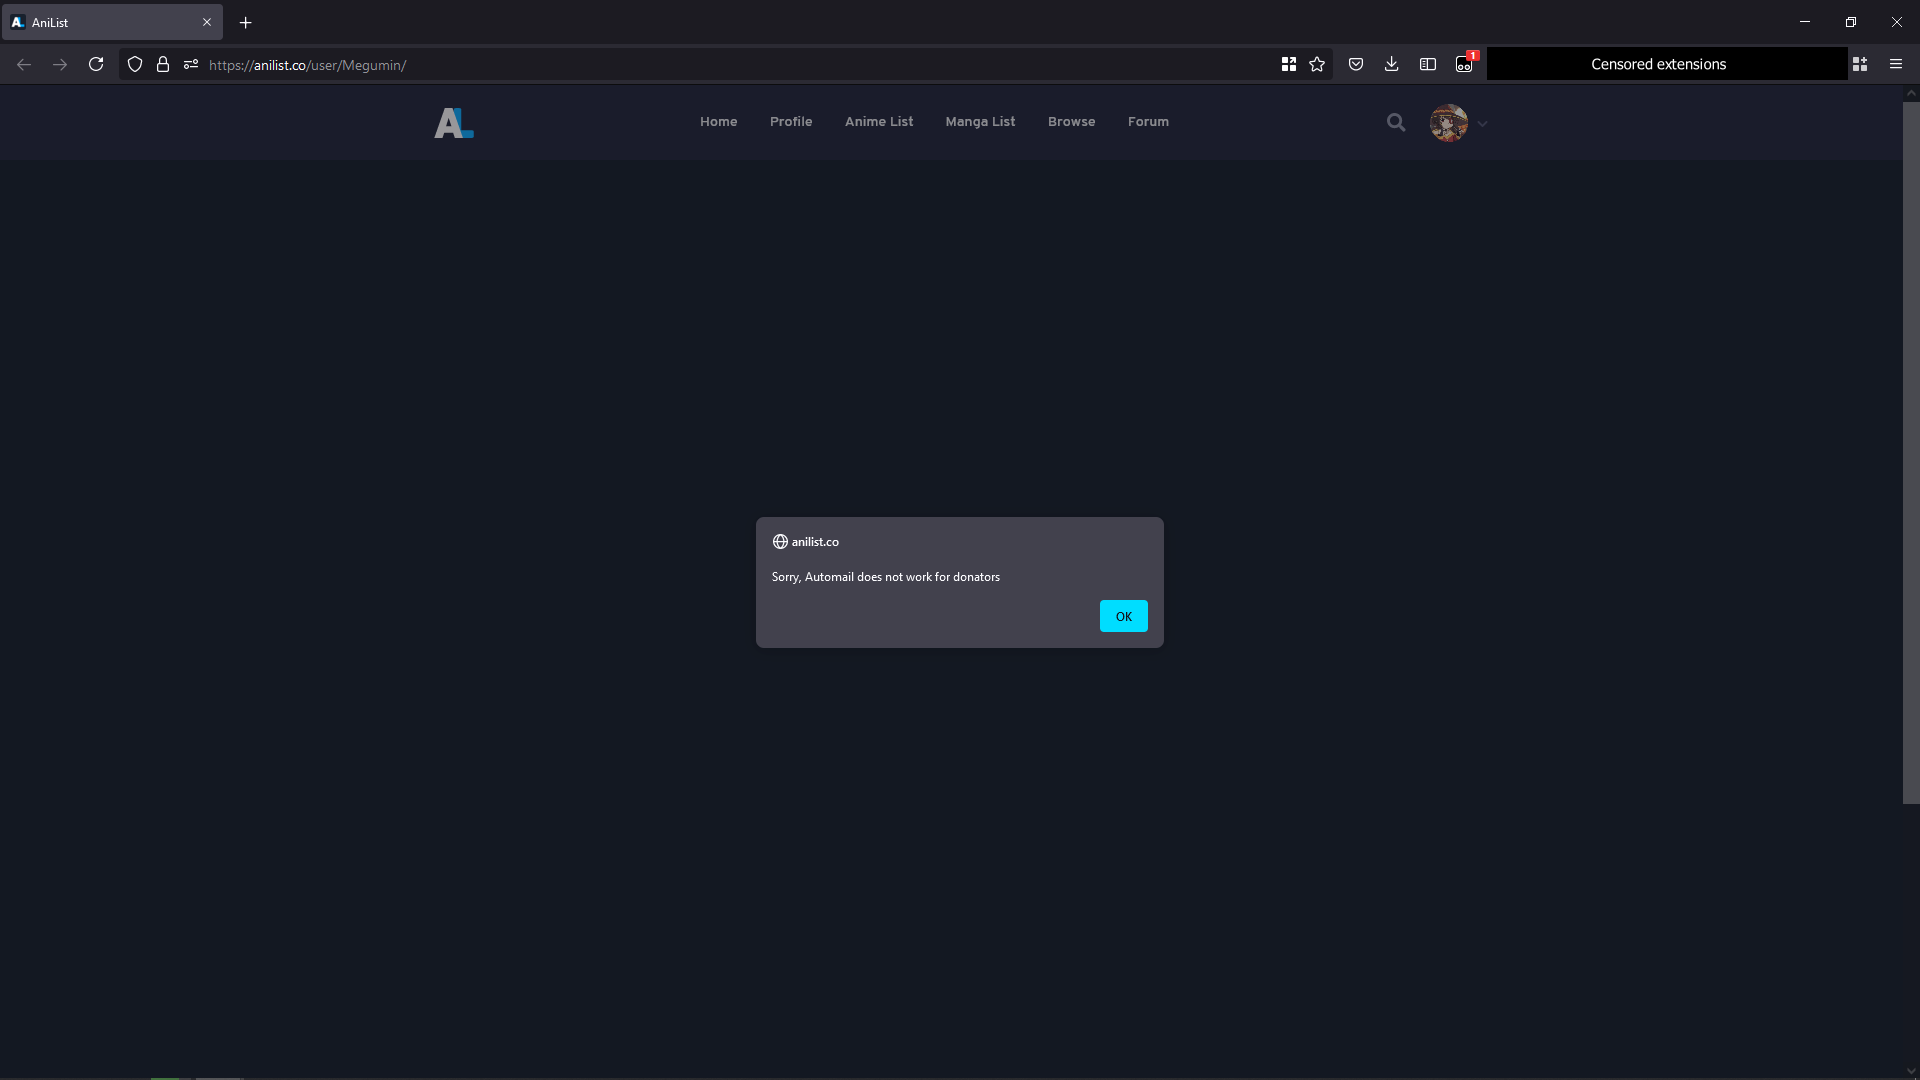 AniList
https://anilist.co/user/Megumin/
1
Censored extensions
AL
Home
Profile
Anime List
Manga List
Browse
Forum
anilist.co
Sorry, Automail does not work for donators
OK